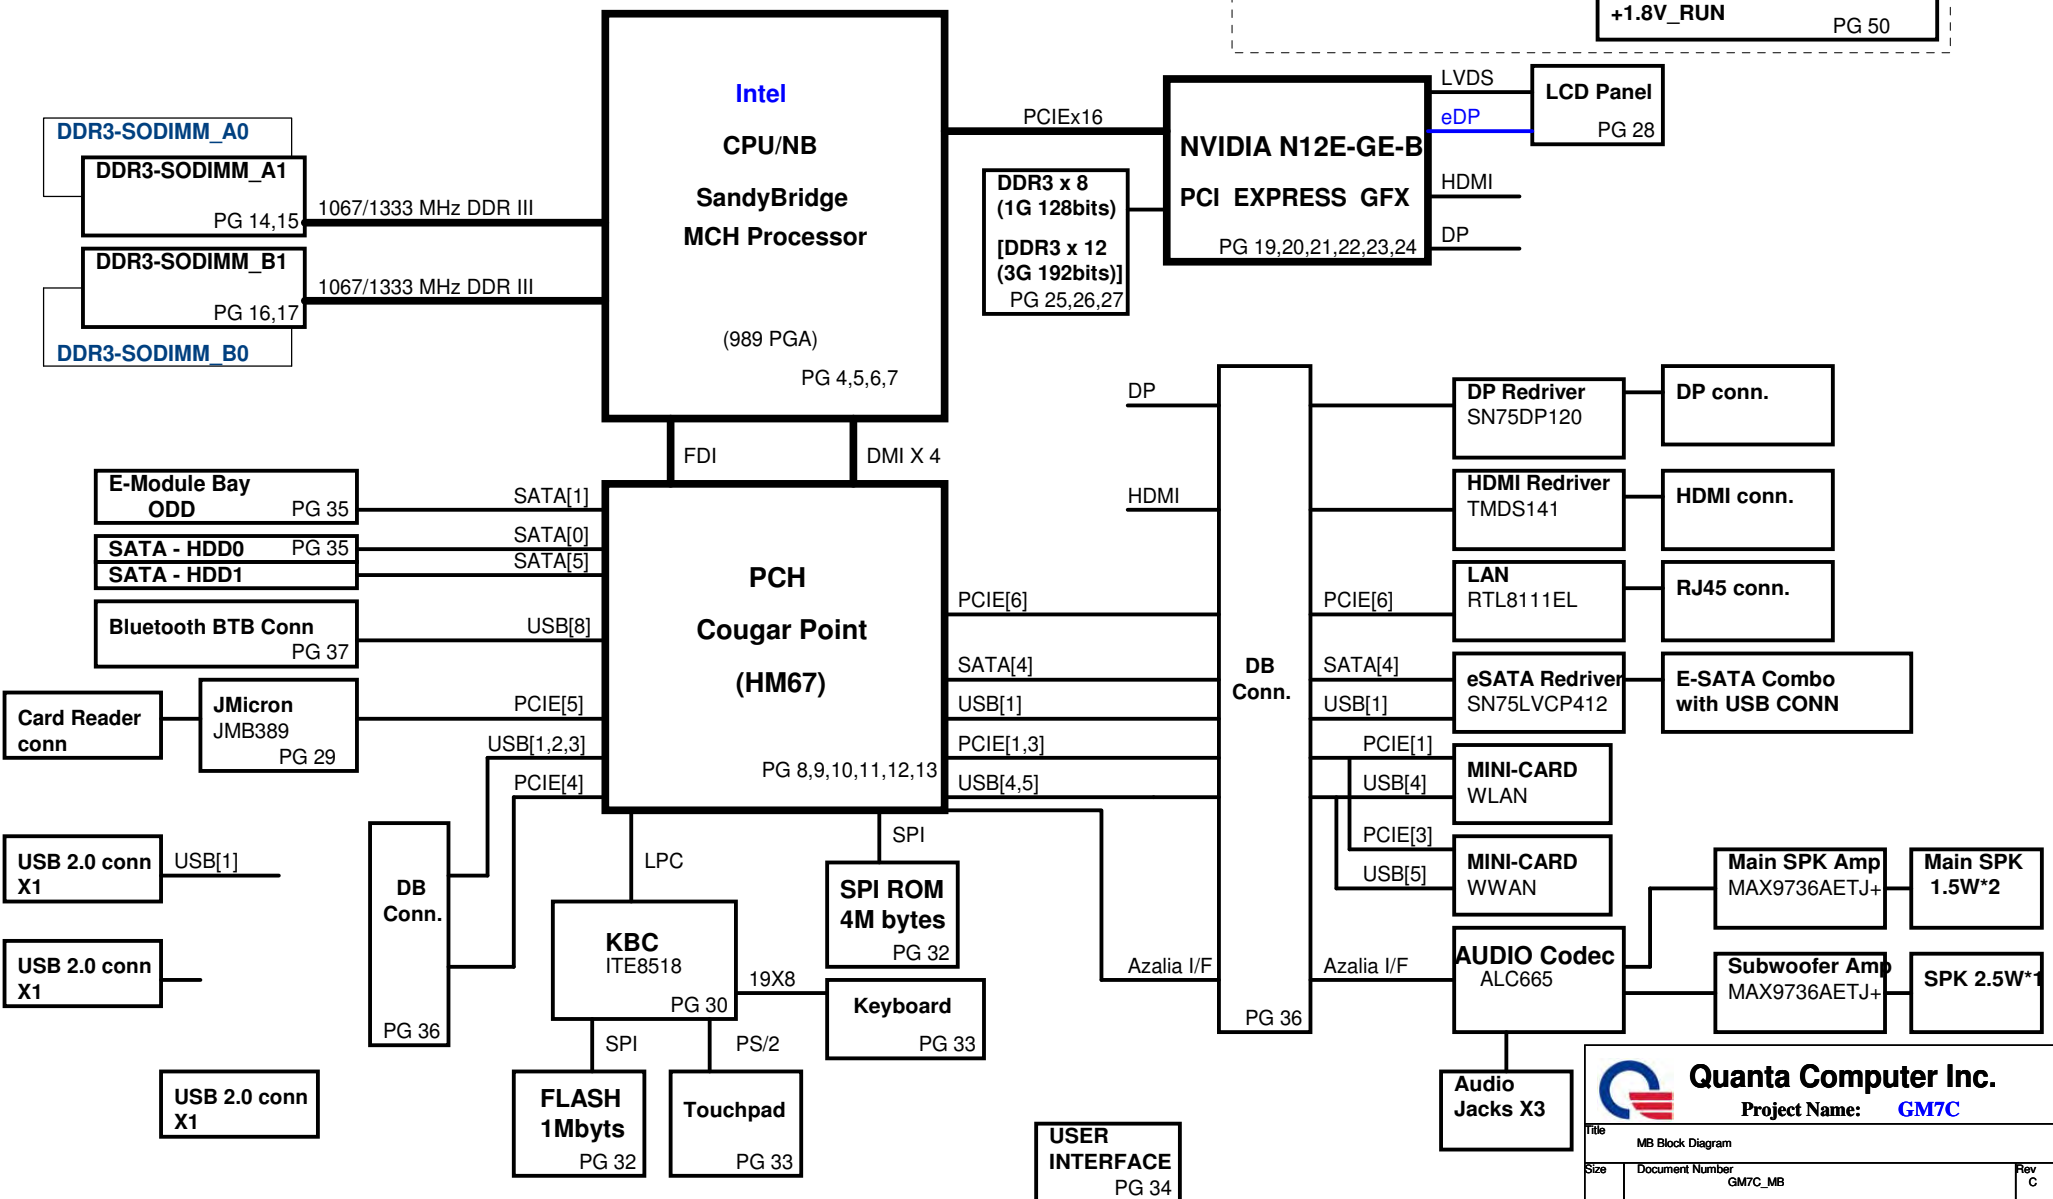 +1.8V_RUN
PG 50
Intel
CPU/NB
SandyBridge
MCH Processor
(989 PGA)
PG 4,5,6,7
DDR3-SODIMM_A0
DDR3-SODIMM_A1
PG 14,15
1067/1333 MHz DDR III
DDR3-SODIMM_B1
PG 16,17
1067/1333 MHz DDR III
DDR3-SODIMM_B0
PCIEx16
NVIDIA N12E-GE-B
PCI EXPRESS GFX
PG 19,20,21,22,23,24
LVDS
eDP
HDMI
DP
LCD Panel
PG 28
DDR3 x 8
(1G 128bits)
[DDR3 x 12
(3G 192bits)]
PG 25,26,27
FDI
DMI X 4
E-Module Bay
ODD
PG 35
SATA[1]
SATA - HDD0
PG 35
SATA[0]
SATA - HDD1
SATA[5]
Bluetooth BTB Conn
PG 37
USB[8]
Card Reader
conn
JMicron
JMB389
PG 29
PCIE[5]
USB[1,2,3]
PCIE[4]
PCH
Cougar Point
(HM67)
PG 8,9,10,11,12,13
PCIE[6]
SATA[4]
USB[1]
PCIE[1,3]
USB[4,5]
DP
HDMI
Azalia I/F
DB
Conn.
PG 36
DP Redriver
SN75DP120
DP conn.
HDMI Redriver
TMDS141
HDMI conn.
PCIE[6]
LAN
RTL8111EL
RJ45 conn.
SATA[4]
USB[1]
eSATA Redriver
SN75LVCP412
E-SATA Combo
with USB CONN
PCIE[1]
USB[4]
MINI-CARD
WLAN
PCIE[3]
USB[5]
MINI-CARD
WWAN
Azalia I/F
AUDIO Codec
ALC665
Main SPK Amp
MAX9736AETJ+
Main SPK
1.5W*2
Subwoofer Amp
MAX9736AETJ+
SPK 2.5W*1
Audio
Jacks X3
USB 2.0 conn
X1
USB[1]
USB 2.0 conn
X1
USB 2.0 conn
X1
DB
Conn.
PG 36
LPC
SPI
KBC
ITE8518
PG 30
SPI ROM
4M bytes
PG 32
19X8
Keyboard
PG 33
SPI
PS/2
FLASH
1Mbyts
PG 32
Touchpad
PG 33
USER
INTERFACE
PG 34
Quanta Computer Inc.
Project Name: GM7C
Title
MB Block Diagram
Size
Document Number
GM7C_MB
Rev
C